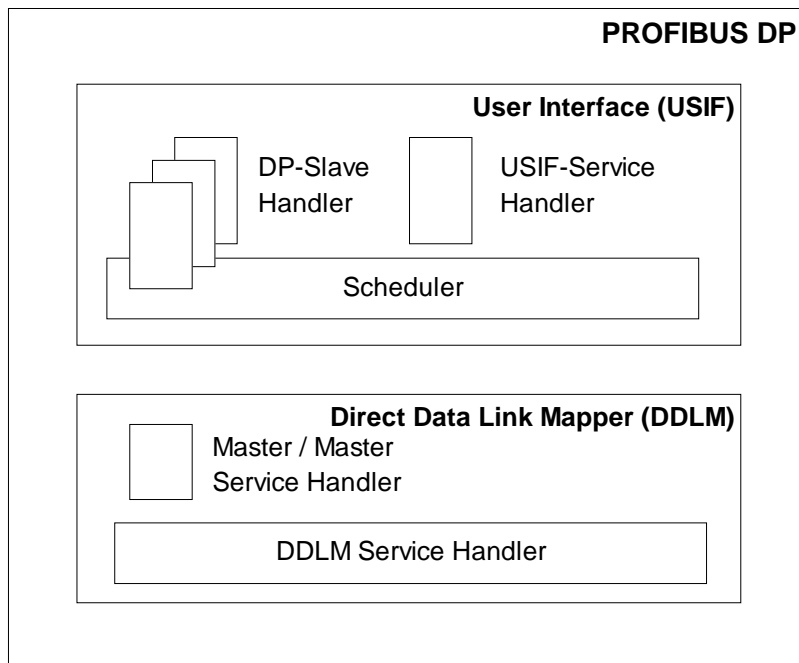 PROFIBUS DP
User Interface (USIF)
DP-Slave
Handler
USIF-Service
Handler
Scheduler
Direct Data Link Mapper (DDLM)
Master / Master
Service Handler
DDLM Service Handler